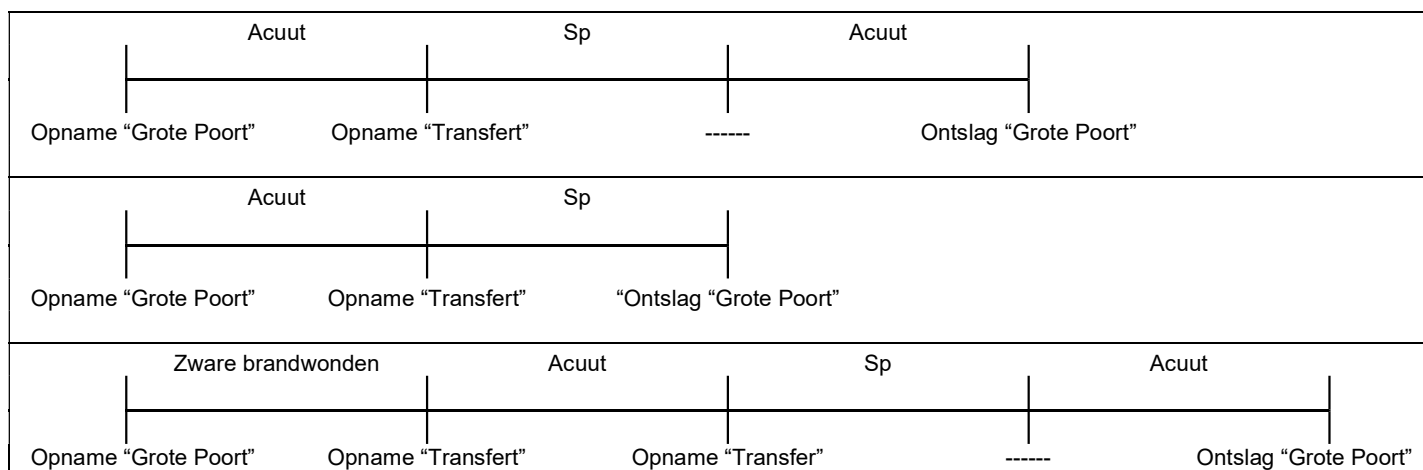 Acuut Sp Acuut
Opname “Grote Poort” Opname “Transfert” ------ Ontslag “Grote Poort”
Acuut Sp
Opname “Grote Poort” Opname “Transfert” “Ontslag “Grote Poort”
Zware brandwonden Acuut Sp Acuut
Opname “Grote Poort” Opname “Transfert” Opname “Transfer” ------ Ontslag “Grote Poort”